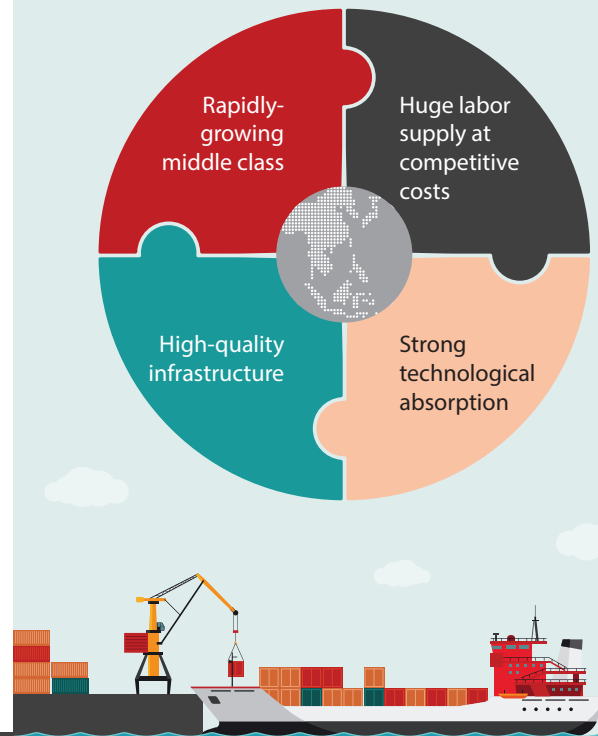 Rapidly-
growing
middle class
Huge labor
supply at
competitive
costs
High-quality
infrastructure
Strong
technological
absorption